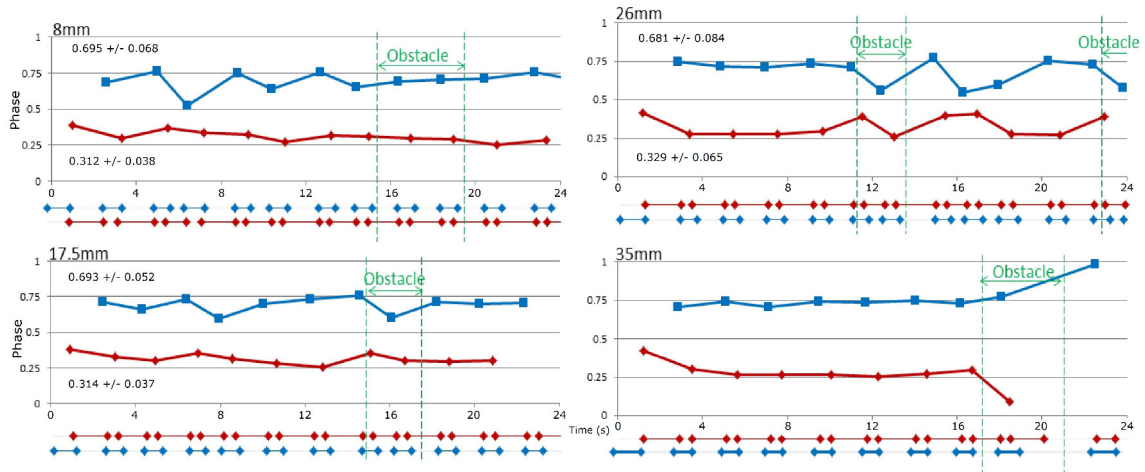 8mm
0.695 +/- 0.068
Obstacle
0.312 +/- 0.038
Phase
1
0.75
0.5
0.25
0
0 4 8 12 16 20 24
26mm
0.681 +/- 0.084
Obstacle
Obstacle
0.329 +/- 0.065
1
0.75
0.5
0.25
0
0 4 8 12 16 20 24
17.5mm
0.693 +/- 0.052
Obstacle
0.314 +/- 0.037
Phase
1
0.75
0.5
0.25
0
0 4 8 12 16 20 24
35mm
Obstacle
1
0.75
0.5
0.25
0
Time (s)
0 4 8 12 16 20 24